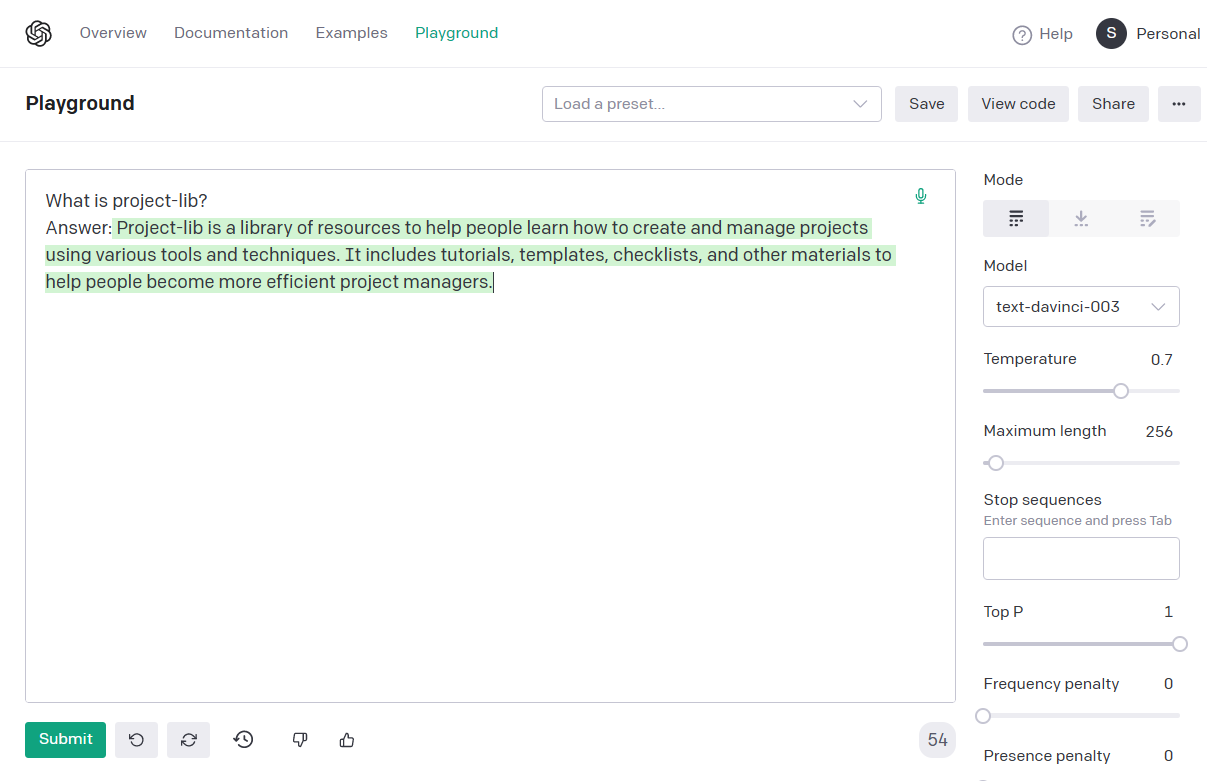 Overview Documentation Examples Playground Help S Personal
Playground Load a preset... Save View code Share ...
What is project-lib?
Answer: Project-lib is a library of resources to help people learn how to create and manage projects
using various tools and techniques. It includes tutorials, templates, checklists, and other materials to
help people become more efficient project managers.
Mode
Model
text-davinci-003
Temperature 0.7
Maximum length 256
Stop sequences
Enter sequence and press Tab
Top P 1
Frequency penalty 0
Presence penalty 0
Submit 54